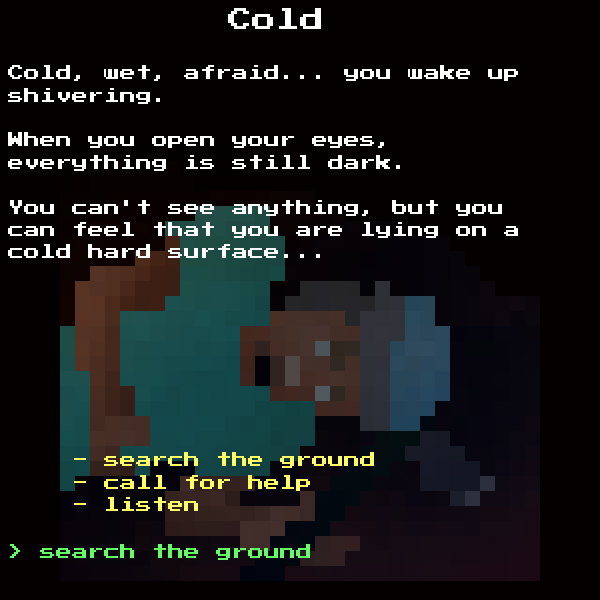 Cold
Cold, wet, afraid... you wake up
shivering.
When you open your eyes,
everything is still dark.
You can't see anything, but you
can feel that you are lying on a
cold hard surface...
- search the ground
- call for help
- listen
> search the ground